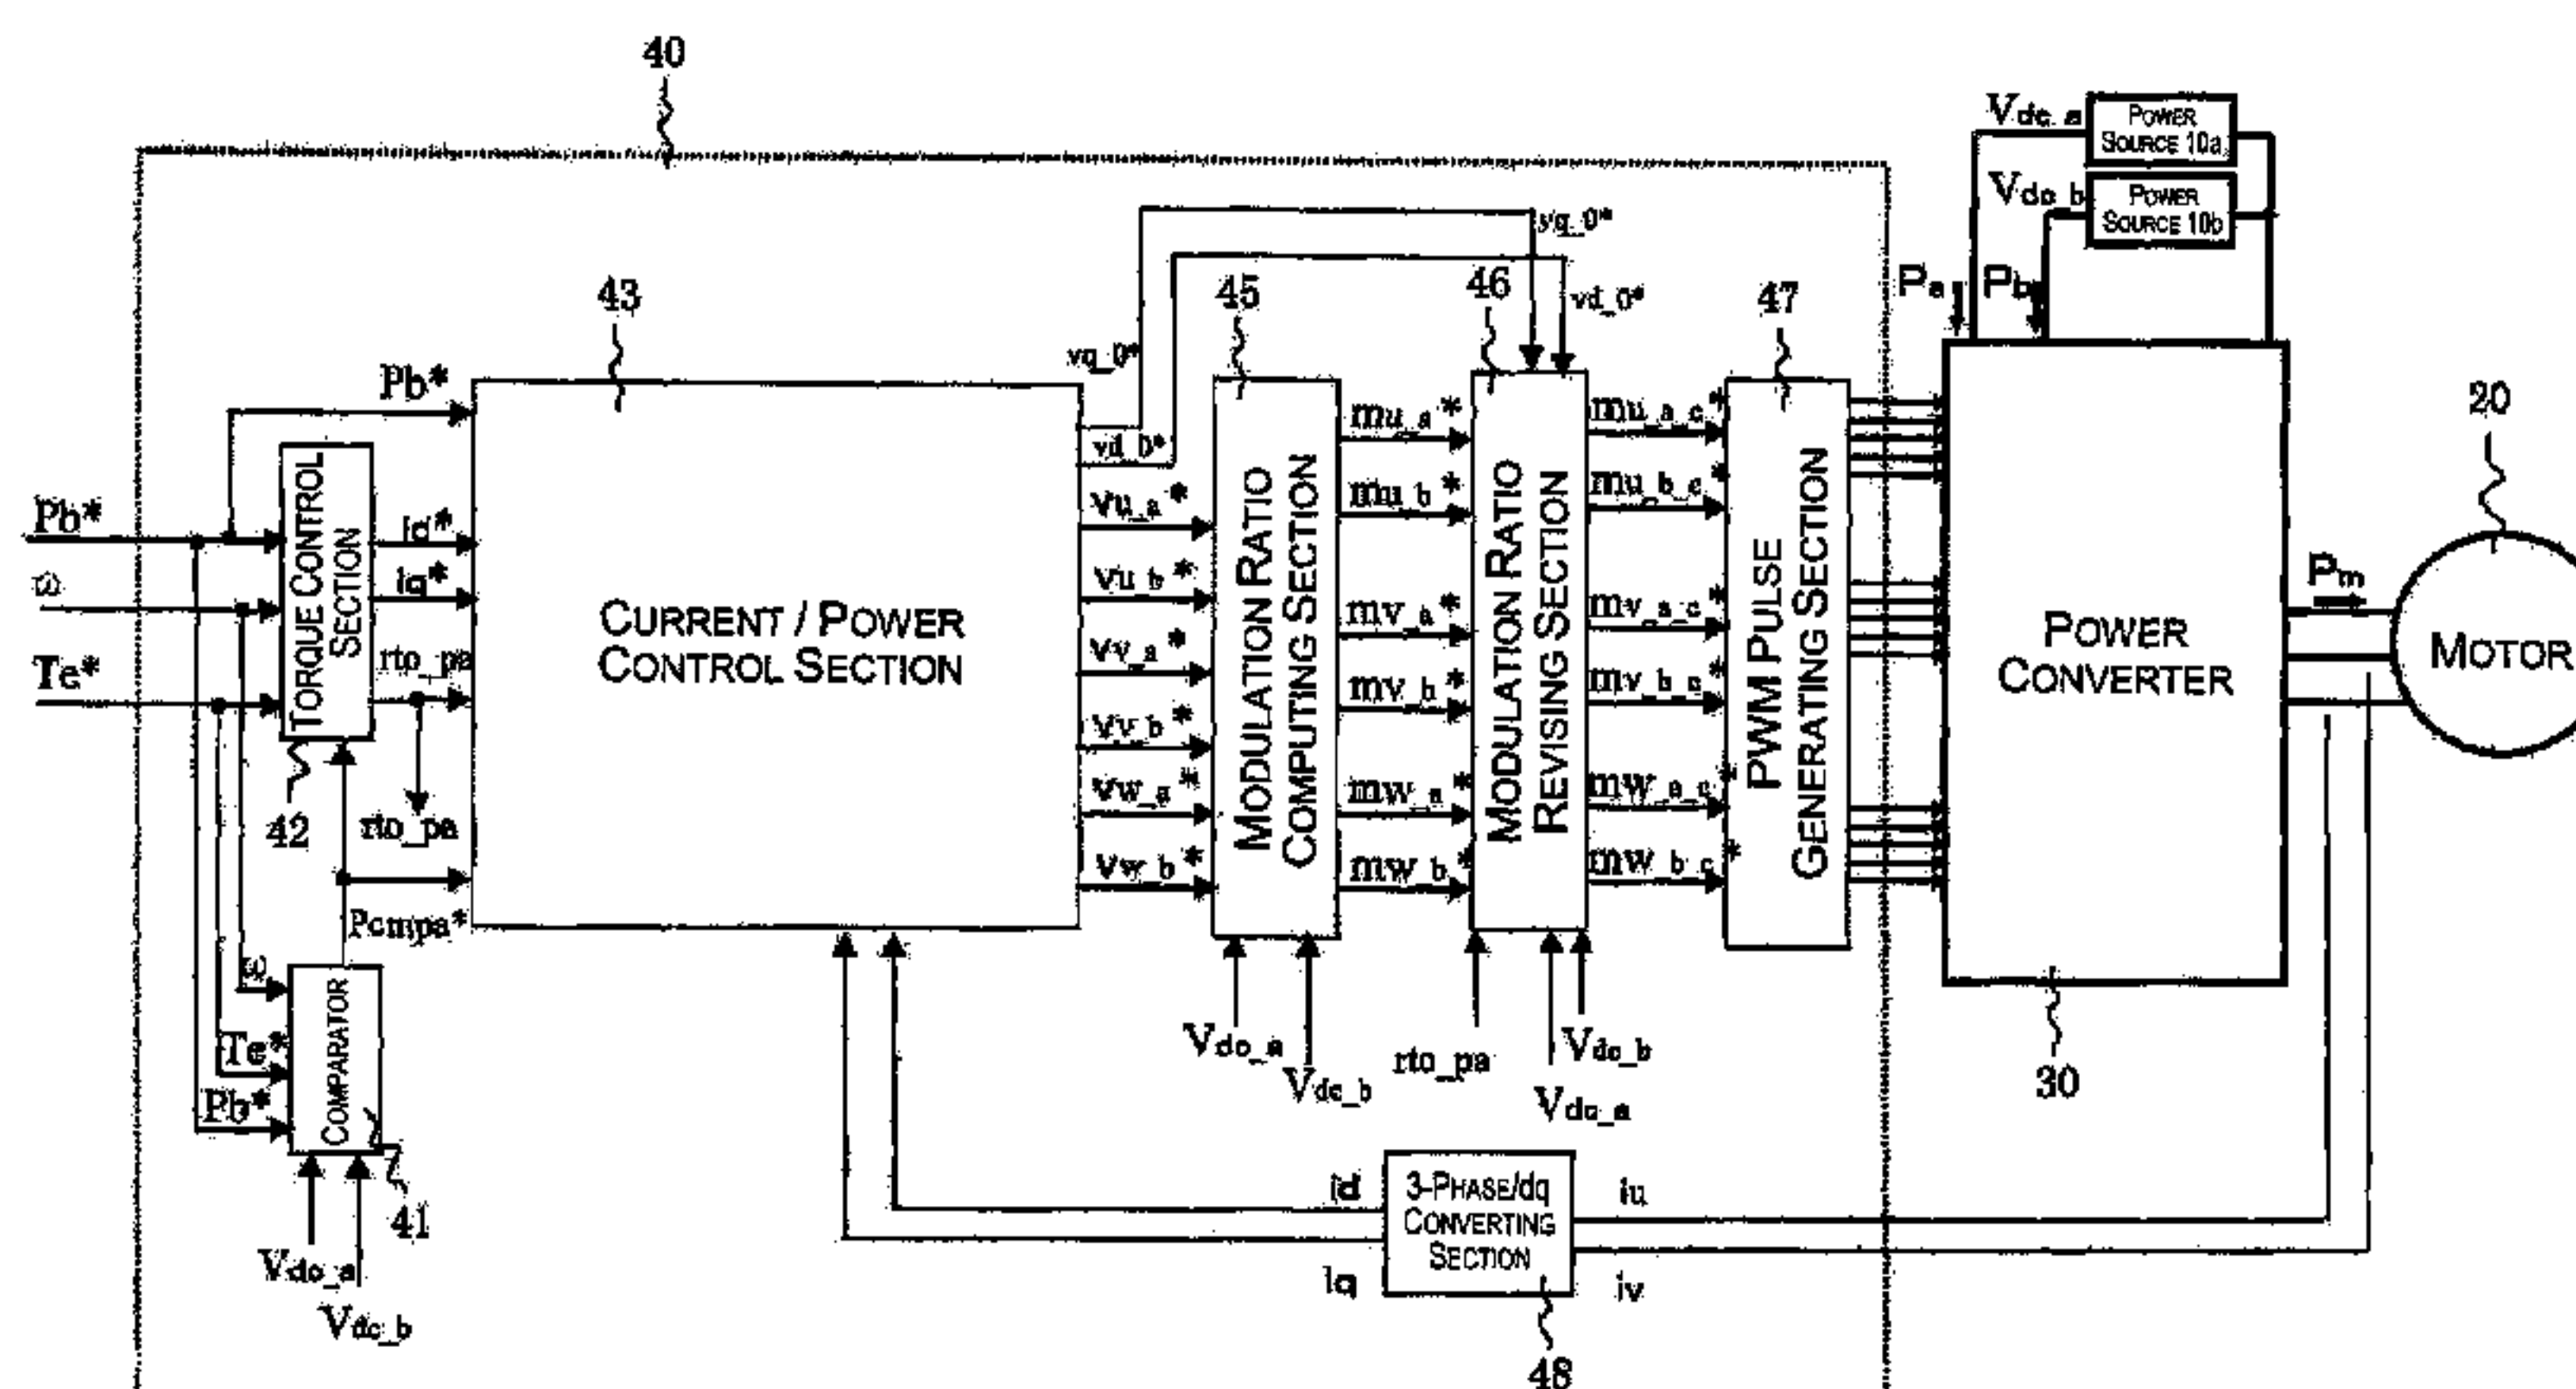 40
Vdc_a
POWER SOURCE 10a
Vdc_b
POWER SOURCE 10b
Pa
Pb
vq_0*
vd_0*
43
45
46
47
20
Pb*
vq_0*
vd_0*
Pb*
ω
Te*
TORQUE CONTROL
SECTION
id*
iq*
rto_pa
rto_pa
42
CURRENT / POWER
CONTROL SECTION
Vu_a*
Vu_b*
Vv_a*
Vv_b*
Vw_a*
Vw_b*
MODULATION RATIO
COMPUTING SECTION
mu_a*
mu_b*
mv_a*
mv_b*
mw_a*
mw_b*
MODULATION RATIO
REVISING SECTION
mu_a_c*
mu_b_c*
mv_a_c*
mv_b_c*
mw_a_c*
mw_b_c*
PWM PULSE
GENERATING SECTION
POWER
CONVERTER
Pm
MOTOR
30
Pcmpa*
ω
Te*
Pb*
COMPARATOR
41
Vdc_a
Vdc_b
Vdc_a
Vdc_b
rto_pa
Vdc_b
Vdc_a
id
iq
3-PHASE/dq
CONVERTING
SECTION
iu
iv
48